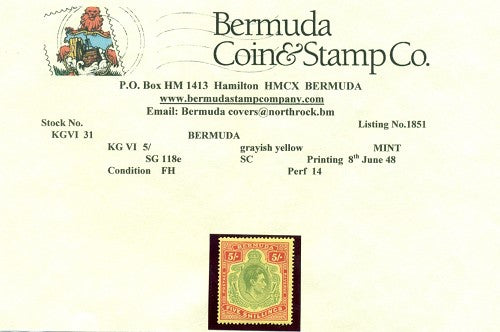 Bermuda
Coin&Stamp Co.
P.O. Box HM 1413 Hamilton HMCX BERMUDA
www.bermudastampcompany.com
Email: Bermuda covers@northrock.bm
Stock No. Listing No.1851
KGVI 31 BERMUDA
KG VI 5/ grayish yellow MINT
SG 118e SC Printing 8th June 48
Condition FH Perf 14
BERMUDA
5/- 5/-
FIVE SHILLINGS